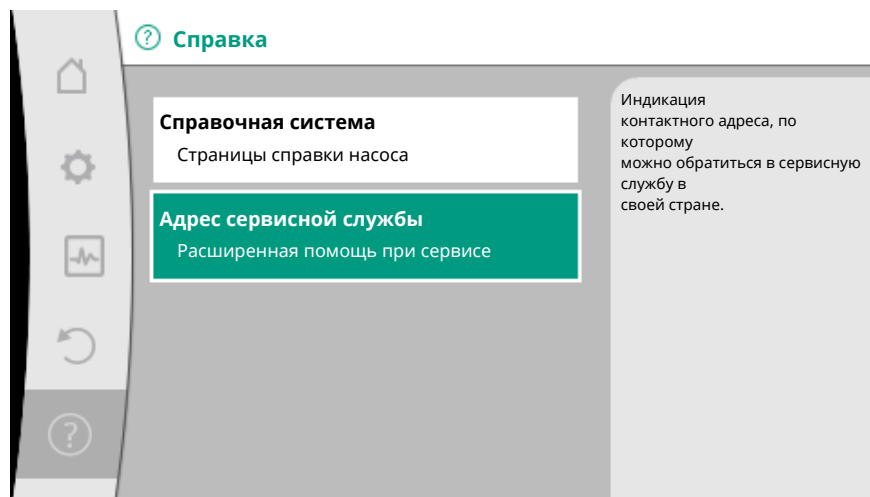 Справка
Справочная система
Страницы справки насоса
Адрес сервисной службы
Расширенная помощь при сервисе
Индикация
контактного адреса, по
которому
можно обратиться в сервисную
службу в
своей стране.